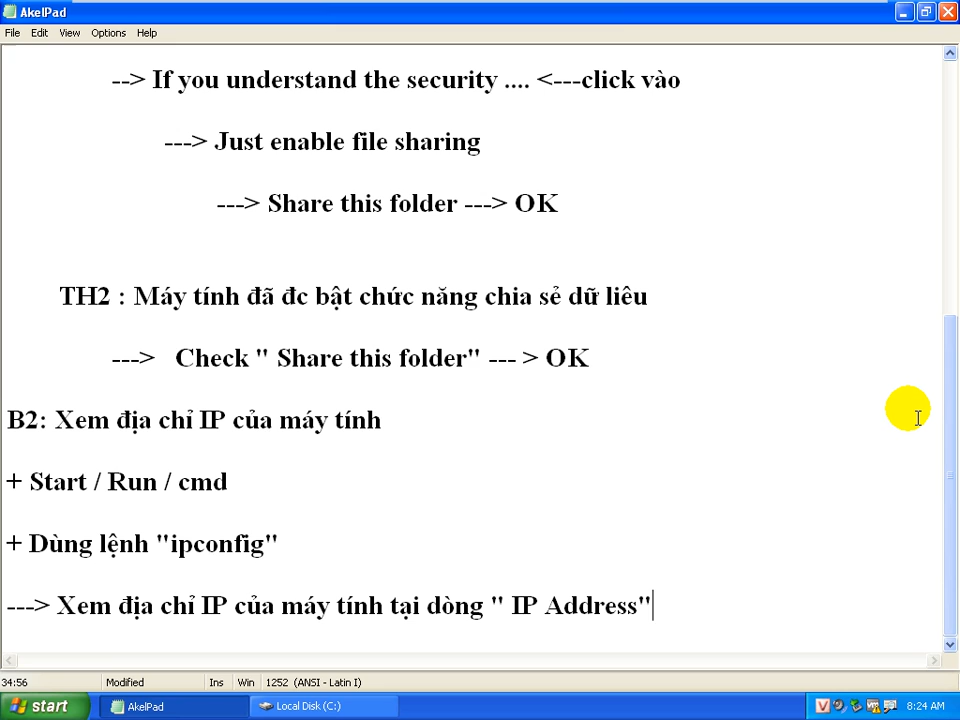 AkelPad
File Edit View Options Help
--> If you understand the security .... <---click vào
---> Just enable file sharing
---> Share this folder ---> OK
TH2 : Máy tính đã đc bật chức năng chia sẻ dữ liêu
---> Check " Share this folder" --- > OK
B2: Xem địa chỉ IP của máy tính
+ Start / Run / cmd
+ Dùng lệnh "ipconfig"
---> Xem địa chỉ IP của máy tính tại dòng " IP Address"
34:56 Modified Ins Win 1252 (ANSI - Latin I)
start AkelPad Local Disk (C:) V 8:24 AM